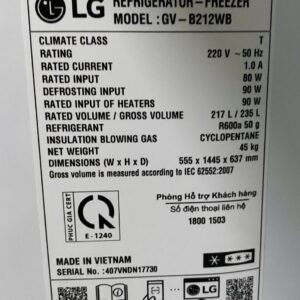 LG REFRIGERATOR-FREEZER
MODEL : GV - B212WB
CLIMATE CLASS T
RATING 220 V ~ 50 Hz
RATED CURRENT 1.0 A
RATED INPUT 80 W
DEFROSTING INPUT 90 W
RATED INPUT OF HEATERS 90 W
RATED VOLUME / GROSS VOLUME 217 L / 235 L
REFRIGERANT R600a 50 g
INSULATION BLOWING GAS CYCLOPENTANE
NET WEIGHT 45 kg
DIMENSIONS (W x H x D) 555 x 1445 x 637 mm
Gross volume is measured according to IEC 62552:2007.
PHUC GIA CERT
E - 1240
Phòng Hỗ Trợ Khách hàng
Số điện thoại liên hệ
1800 1503
MADE IN VIETNAM
SERIAL No. : 407VNDN17730
LG